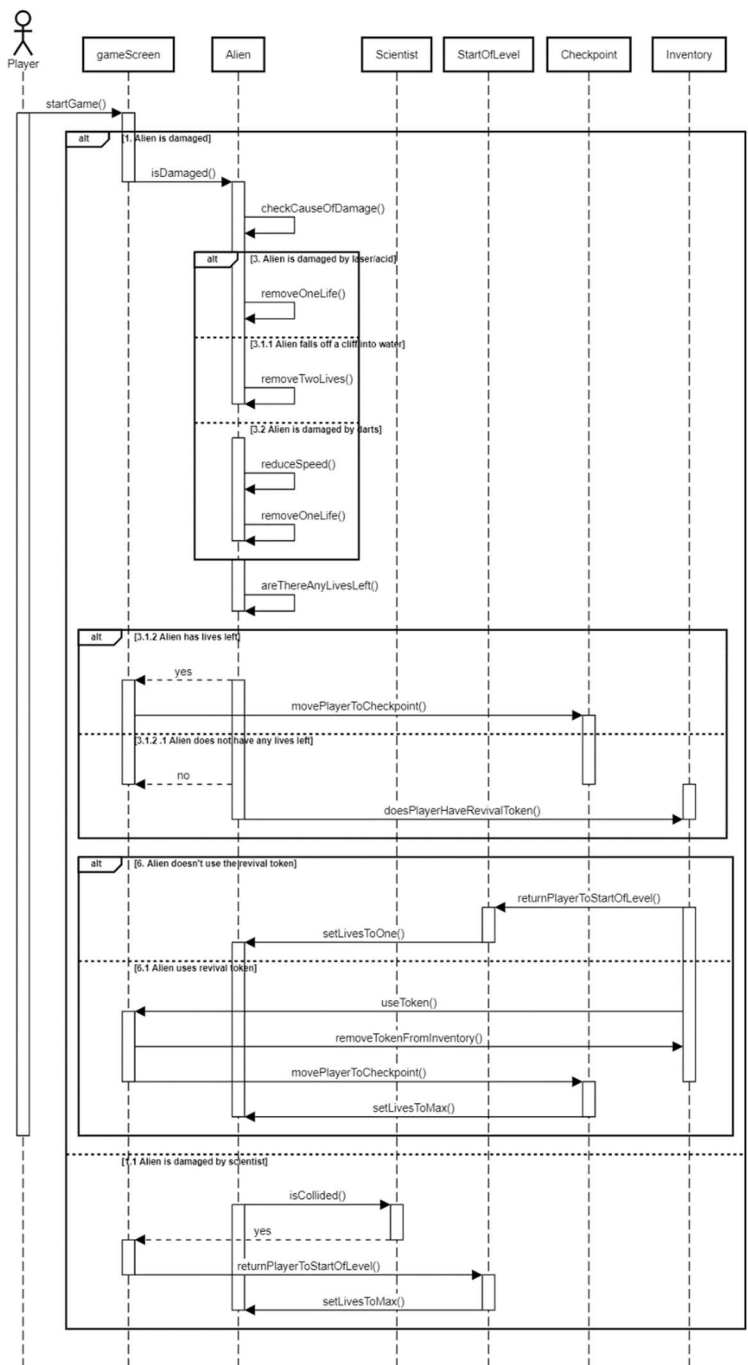 Player
gameScreen
Alien
Scientist
StartOfLevel
Checkpoint
Inventory
startGame()
alt
[1. Alien is damaged]
isDamaged()
checkCauseOfDamage()
alt
[3. Alien is damaged by laser/acid]
removeOneLife()
[3.1.1 Alien falls off a cliff into water]
removeTwoLives()
[3.2 Alien is damaged by darts]
reduceSpeed()
removeOneLife()
areThereAnyLivesLeft()
alt
[3.1.2 Alien has lives left]
yes
movePlayerToCheckpoint()
[3.1.2 .1 Alien does not have any lives left]
no
doesPlayerHaveRevivalToken()
alt
[6. Alien doesn't use the revival token]
returnPlayerToStartOfLevel()
setLivesToOne()
[6.1 Alien uses revival token]
useToken()
removeTokenFromInventory()
movePlayerToCheckpoint()
setLivesToMax()
[1.1 Alien is damaged by scientist]
isCollided()
yes
returnPlayerToStartOfLevel()
setLivesToMax()